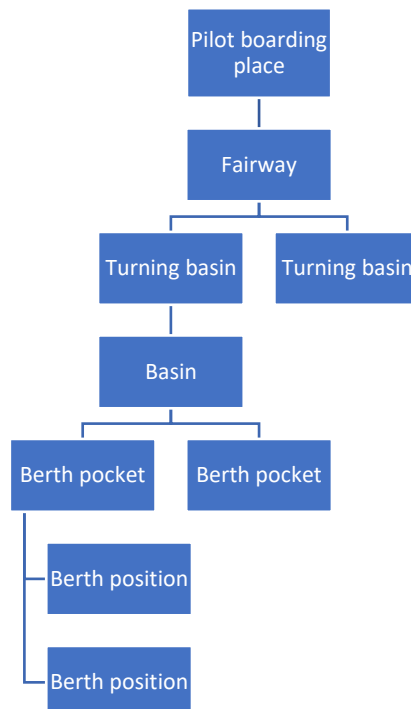 Pilot boarding
place
Fairway
Turning basin
Turning basin
Basin
Berth pocket
Berth pocket
Berth position
Berth position